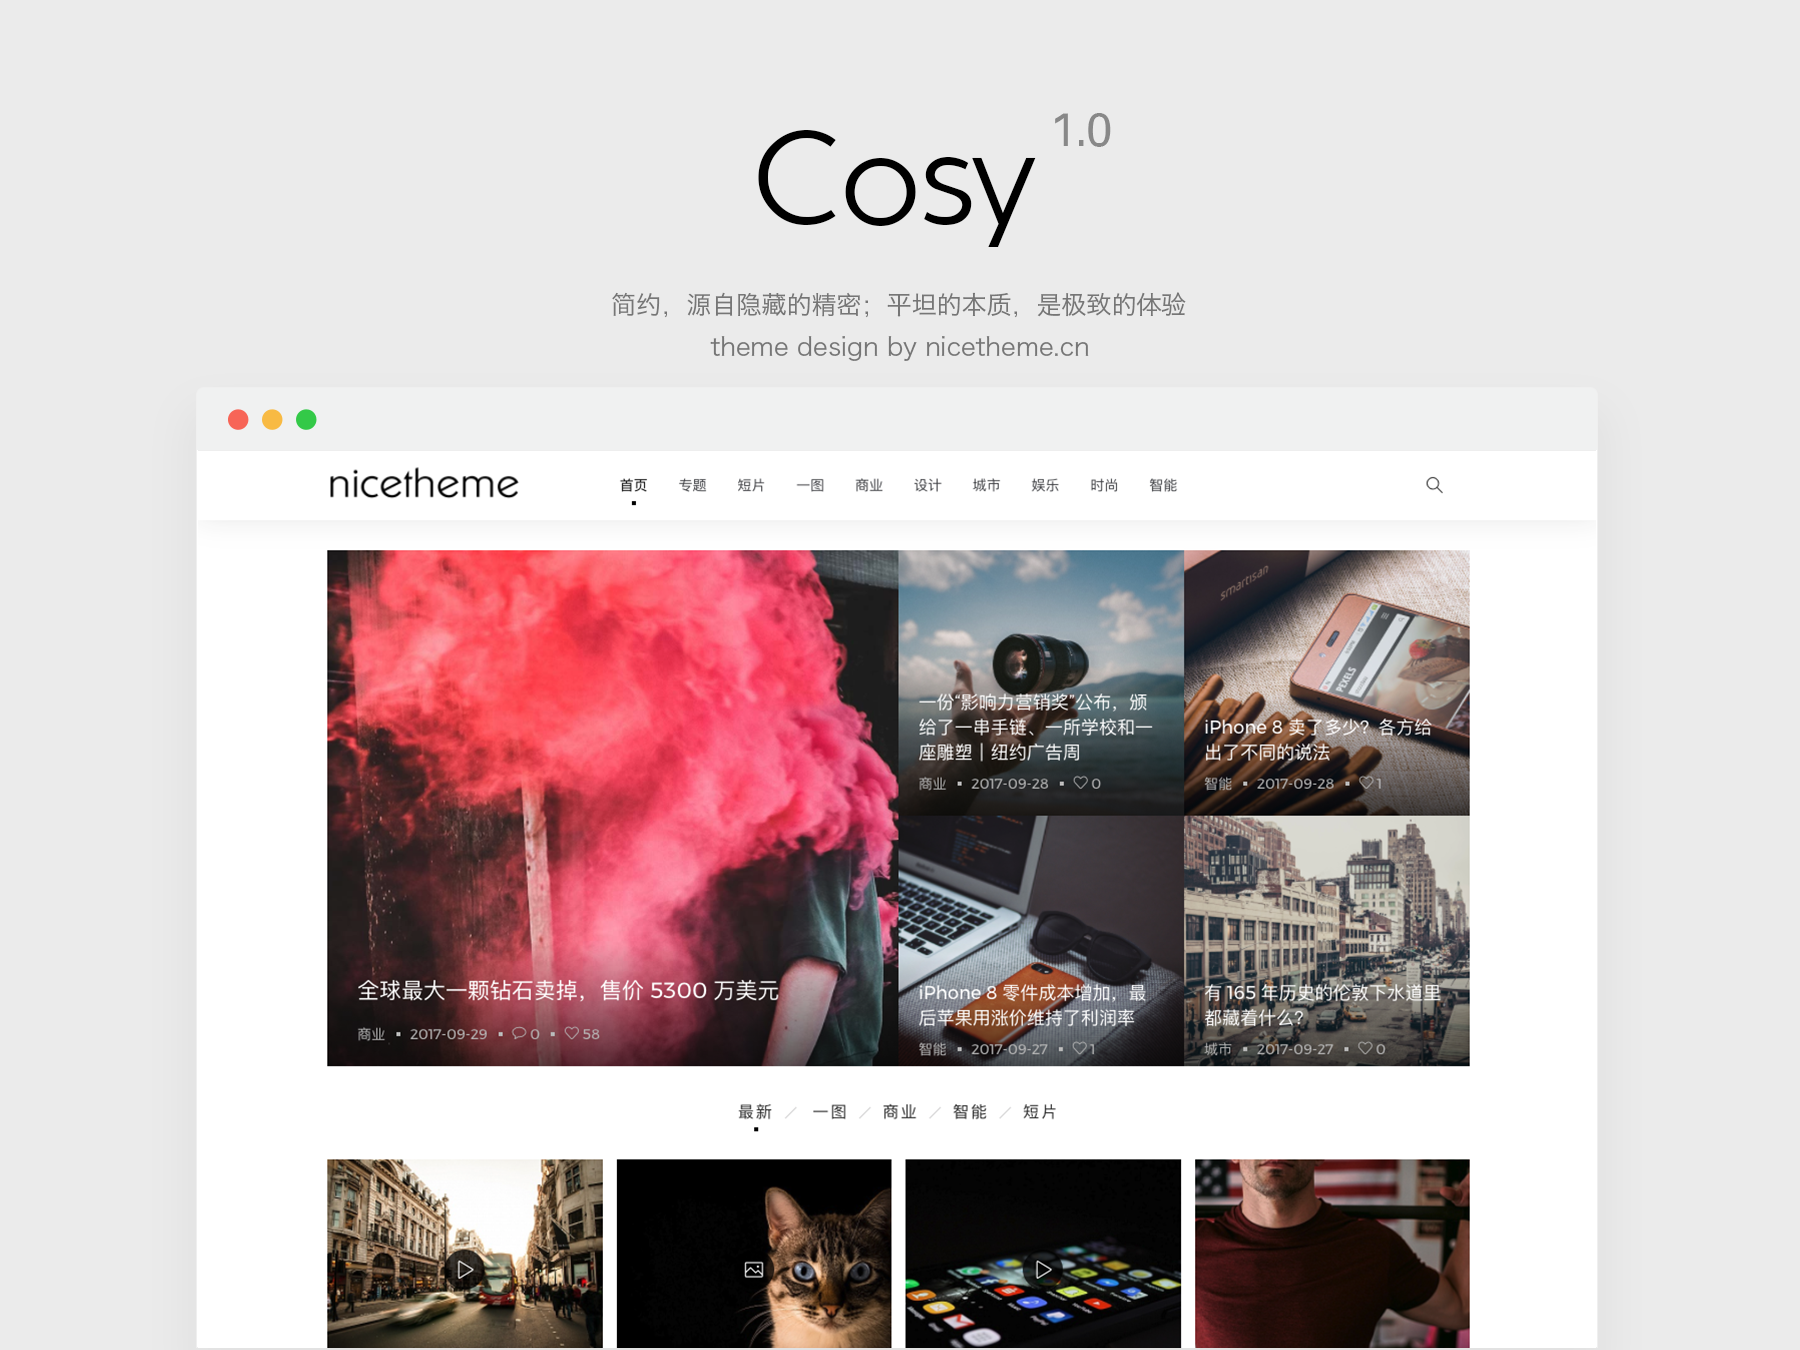 Cosy 1.0
简约，源自隐藏的精密；平坦的本质，是极致的体验
theme design by nicetheme.cn
nicetheme 首页 专题 短片 一图 商业 设计 城市 娱乐 时尚 智能
smartisan
PEXELS
一份“影响力营销奖”公布，颁
给了一串手链、一所学校和一
座雕塑 | 纽约广告周
商业 ▪ 2017-09-28 ▪ 0
iPhone 8 卖了多少？各方给
出了不同的说法
智能 ▪ 2017-09-28 ▪ 1
全球最大一颗钻石卖掉，售价 5300 万美元
商业 ▪ 2017-09-29 ▪ 0 ▪ 58
iPhone 8 零件成本增加，最
后苹果用涨价维持了利润率
智能 ▪ 2017-09-27 ▪ 1
有 165 年历史的伦敦下水道里
都藏着什么？
城市 ▪ 2017-09-27 ▪ 0
最新 / 一图 / 商业 / 智能 / 短片